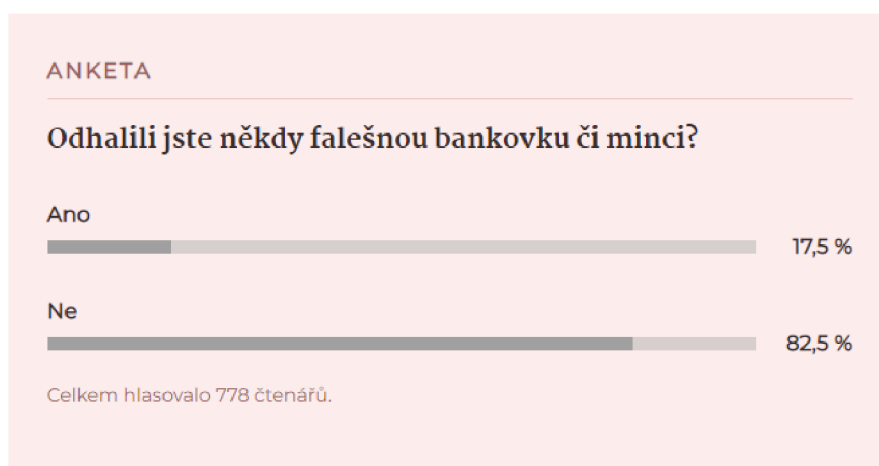 ANKETA
Odhalili jste někdy falešnou bankovku či minci?
Ano
17,5 %
Ne
82,5 %
Celkem hlasovalo 778 čtenářů.